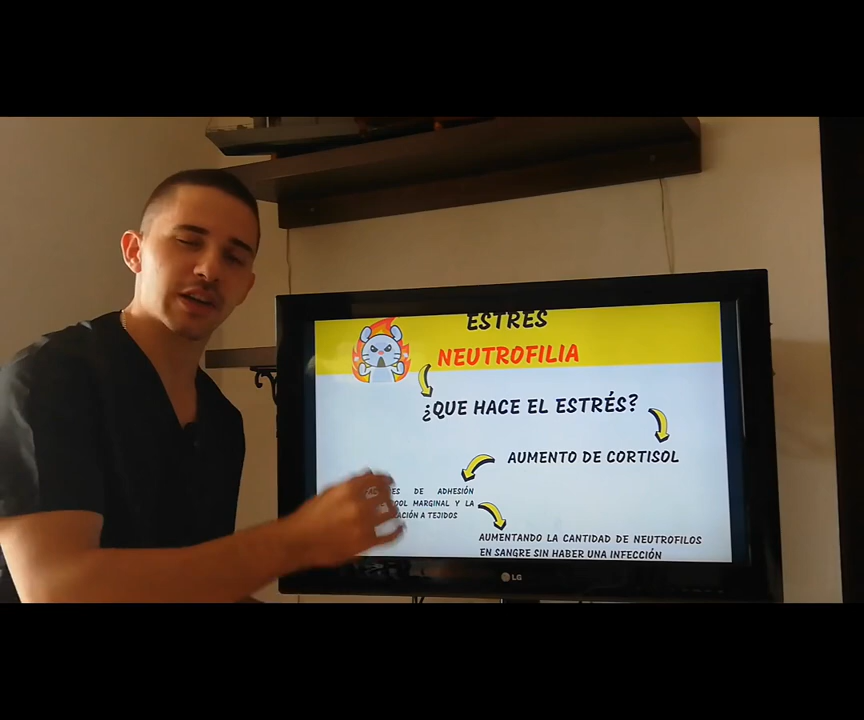 ESTRES
NEUTROFILIA
¿QUE HACE EL ESTRÉS?
AUMENTO DE CORTISOL
DE ADHESIÓN
MARGINAL Y LA
A TEJIDOS
AUMENTANDO LA CANTIDAD DE NEUTROFILOS
EN SANGRE SIN HABER UNA INFECCIÓN
LG